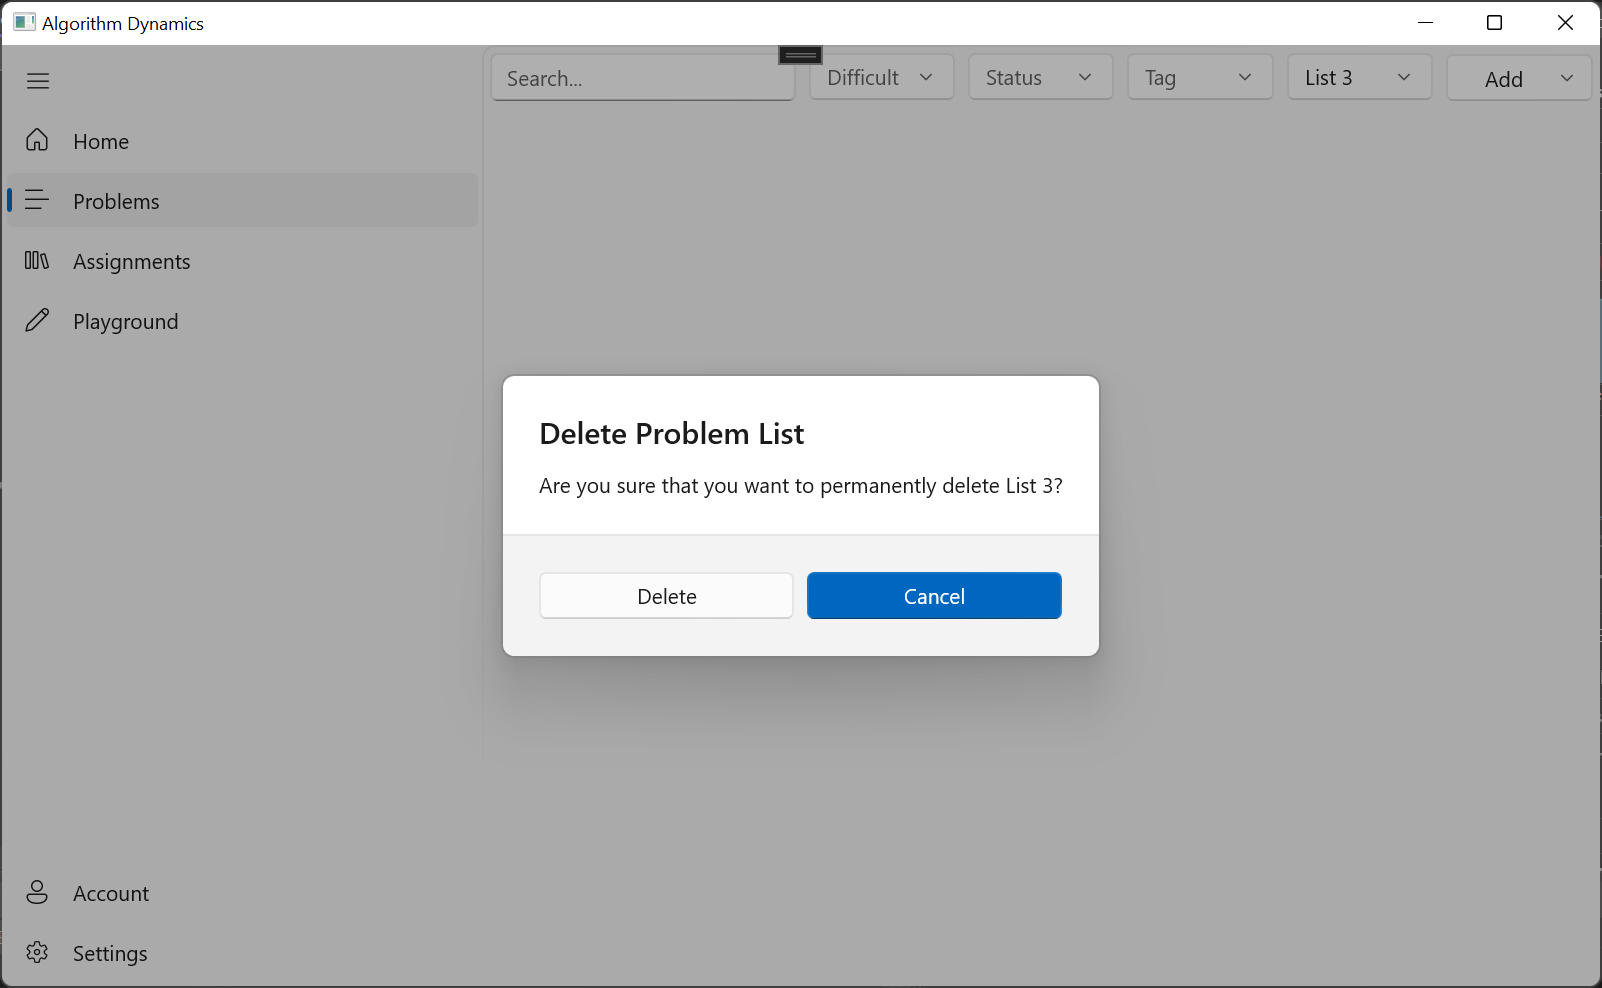 Algorithm Dynamics
Search...
Difficult
Status
Tag
List 3
Add
Home
Problems
Assignments
Playground
Delete Problem List
Are you sure that you want to permanently delete List 3?
Delete
Cancel
Account
Settings